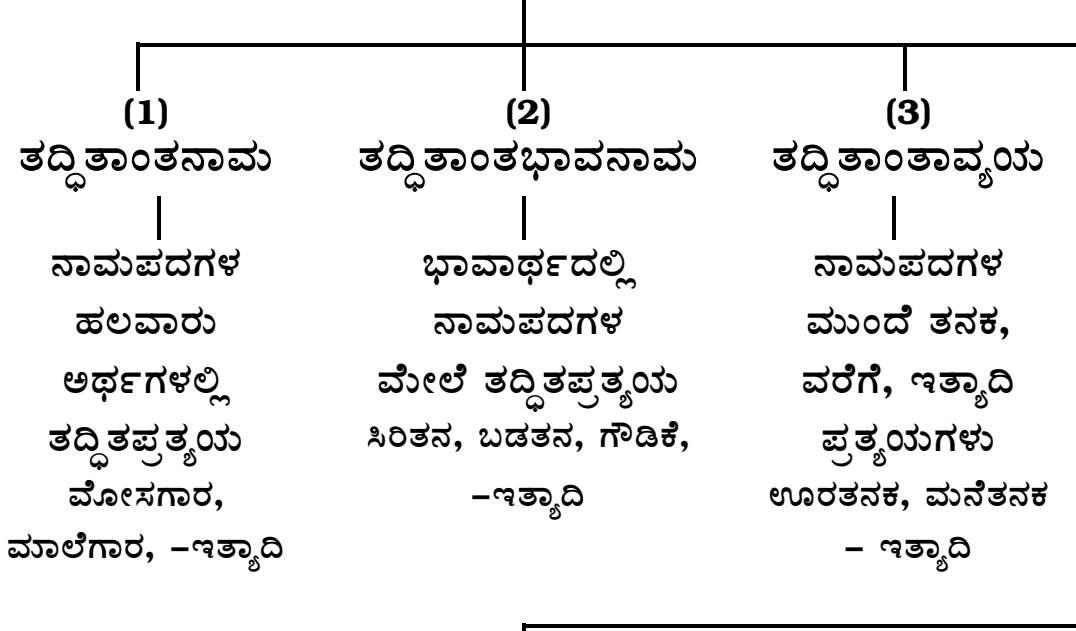 (1)
ತದ್ಧಿತಾಂತನಾಮ
ನಾಮಪದಗಳ
ಹಲವಾರು
ಅರ್ಥಗಳಲ್ಲಿ
ತದ್ಧಿತಪ್ರತ್ಯಯ
ಮೋಸಗಾರ,
ಮಾಲೆಗಾರ, –ಇತ್ಯಾದಿ
(2)
ತದ್ಧಿತಾಂತಭಾವನಾಮ
ಭಾವಾರ್ಥದಲ್ಲಿ
ನಾಮಪದಗಳ
ಮೇಲೆ ತದ್ಧಿತಪ್ರತ್ಯಯ
ಸಿರಿತನ, ಬಡತನ, ಗೌಡಿಕೆ,
–ಇತ್ಯಾದಿ
(3)
ತದ್ಧಿತಾಂತಾವ್ಯಯ
ನಾಮಪದಗಳ
ಮುಂದೆ ತನಕ,
ವರೆಗೆ, ಇತ್ಯಾದಿ
ಪ್ರತ್ಯಯಗಳು
ಊರತನಕ, ಮನೆತನಕ
– ಇತ್ಯಾದಿ